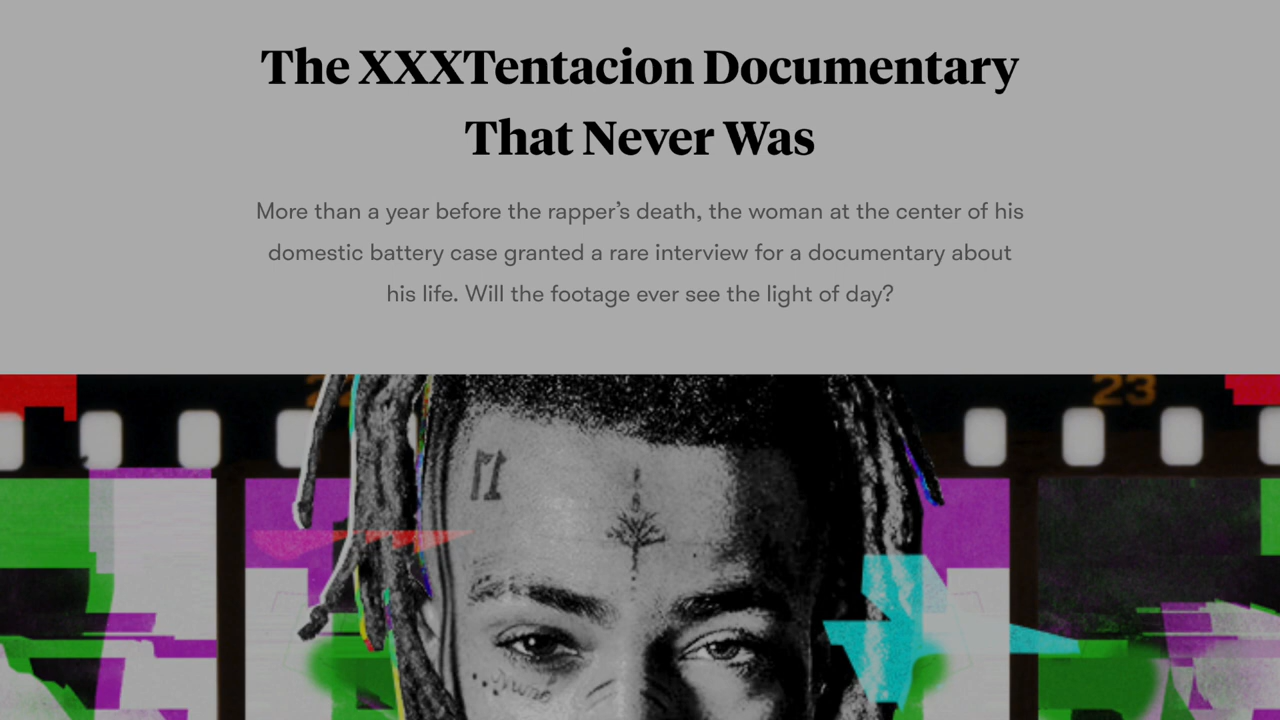 The XXXTentacion Documentary
That Never Was
More than a year before the rapper’s death, the woman at the center of his
domestic battery case granted a rare interview for a documentary about
his life. Will the footage ever see the light of day?
23